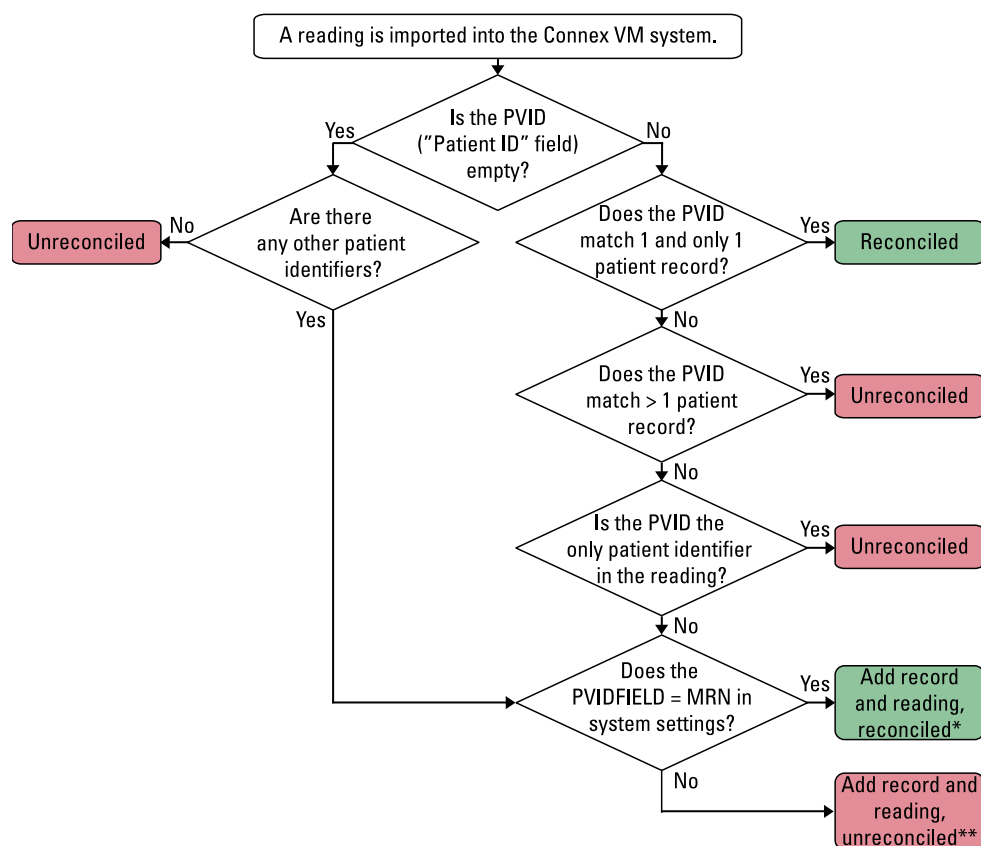 A reading is imported into the Connex VM system.
Is the PVID
("Patient ID" field)
empty?
Yes
No
Are there
any other patient
identifiers?
No
Unreconciled
Yes
Does the PVID
match 1 and only 1
patient record?
Yes
Reconciled
No
Does the PVID
match > 1 patient
record?
Yes
Unreconciled
No
Is the PVID the
only patient identifier
in the reading?
Yes
Unreconciled
No
Does the
PVIDFIELD = MRN in
system settings?
Yes
Add record
and reading,
reconciled*
No
Add record and
reading,
unreconciled**